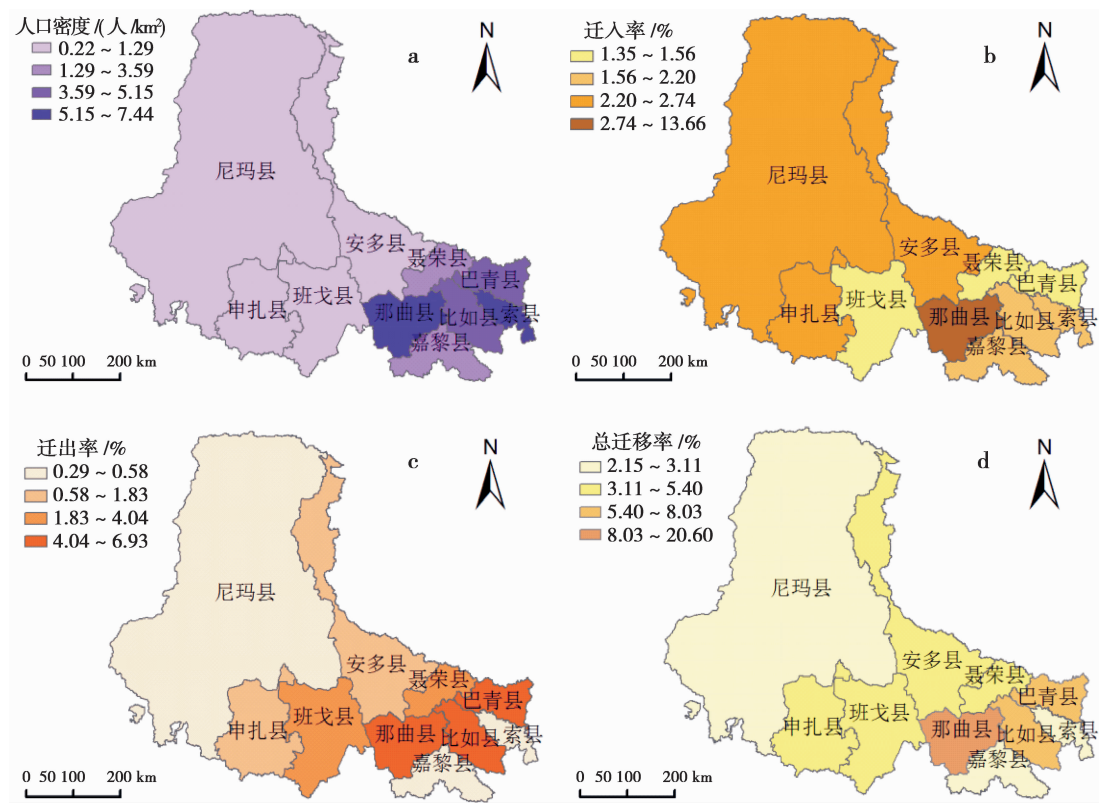 人口密度 /( 人 /km²)
0.22 ~ 1.29
1.29 ~ 3.59
3.59 ~ 5.15
5.15 ~ 7.44
a
N
尼玛县
安多县
聂荣县
巴青县
申扎县
班戈县
那曲县
比如县
索县
嘉黎县
0 50 100 200 km
迁入率 /%
1.35 ~ 1.56
1.56 ~ 2.20
2.20 ~ 2.74
2.74 ~ 13.66
b
N
尼玛县
安多县
聂荣县
巴青县
申扎县
班戈县
那曲县
比如县
索县
嘉黎县
0 50 100 200 km
迁出率 /%
0.29 ~ 0.58
0.58 ~ 1.83
1.83 ~ 4.04
4.04 ~ 6.93
c
N
尼玛县
安多县
聂荣县
巴青县
申扎县
班戈县
那曲县
比如县
索县
嘉黎县
0 50 100 200 km
总迁移率 /%
2.15 ~ 3.11
3.11 ~ 5.40
5.40 ~ 8.03
8.03 ~ 20.60
d
N
尼玛县
安多县
聂荣县
巴青县
申扎县
班戈县
那曲县
比如县
索县
嘉黎县
0 50 100 200 km